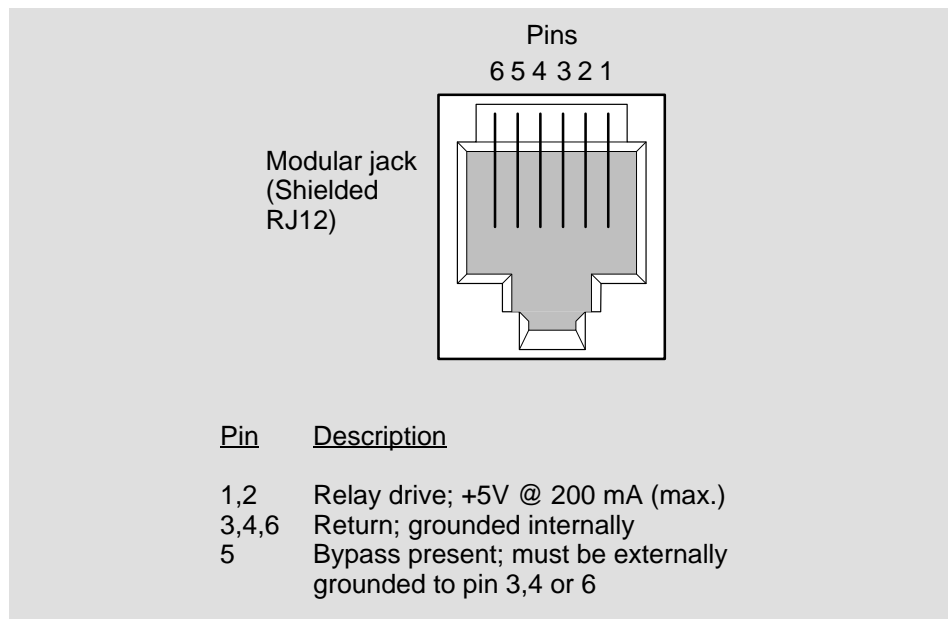 Pins
6 5 4 3 2 1
Modular jack
(Shielded
RJ12)
Pin Description
1,2 Relay drive; +5V @ 200 mA (max.)
3,4,6 Return; grounded internally
5 Bypass present; must be externally
grounded to pin 3,4 or 6